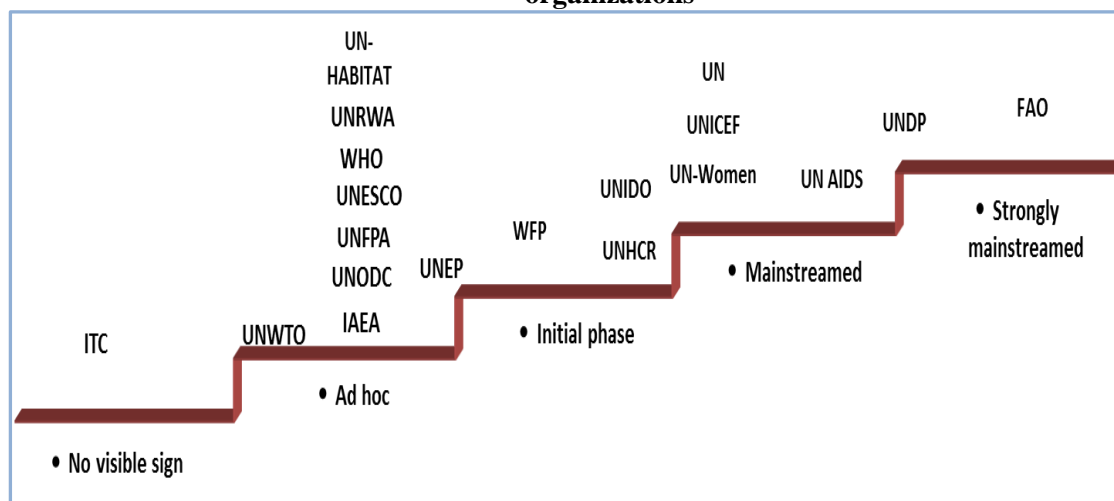 organizations
UN-
HABITAT
UNRWA
WHO
UNESCO
UNFPA
UNODC
IAEA
UNWTO
ITC
UNEP
WFP
UNIDO
UNHCR
UN
UNICEF
UN-Women
UN AIDS
UNDP
FAO
• No visible sign
• Ad hoc
• Initial phase
• Mainstreamed
• Strongly
mainstreamed